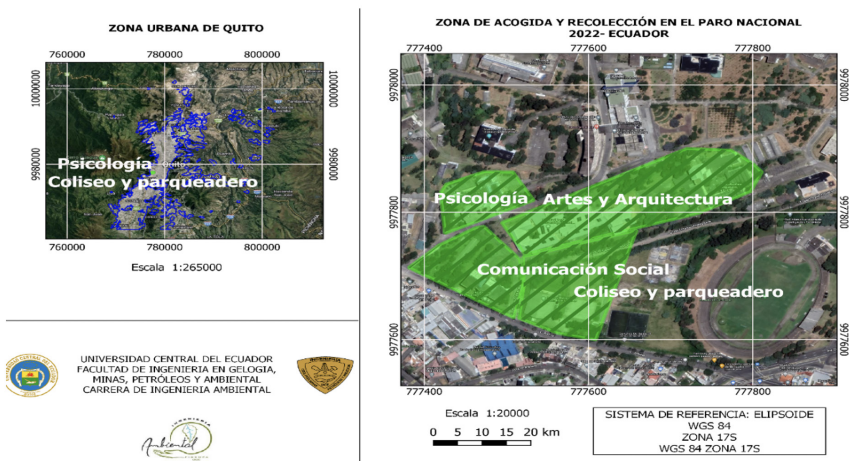 ZONA URBANA DE QUITO
760000 780000 800000
1000000 1000000
9980000 9980000
Psicólogía
Coliseo y parqueadero
760000 780000 800000
Escala 1:265000
UNIVERSIDAD CENTRAL DEL ECUADOR
FACULTAD DE INGENIERIA EN GELOGIA,
MINAS, PETRÓLEOS Y AMBIENTAL
CARRERA DE INGENIERIA AMBIENTAL
Ambiental
ZONA DE ACOGIDA Y RECOLECCIÓN EN EL PARO NACIONAL
2022- ECUADOR
777400 777600 777800
9978000 9978000
Psicología Artes y Arquitectura
9977800 9977800
Comunicación Social
Coliseo y parqueadero
9977600 9977600
777400 777600 777800
Escala 1:20000
0 5 10 15 20 km
SISTEMA DE REFERENCIA: ELIPSOIDE
WGS 84
ZONA 17S
WGS 84 ZONA 17S